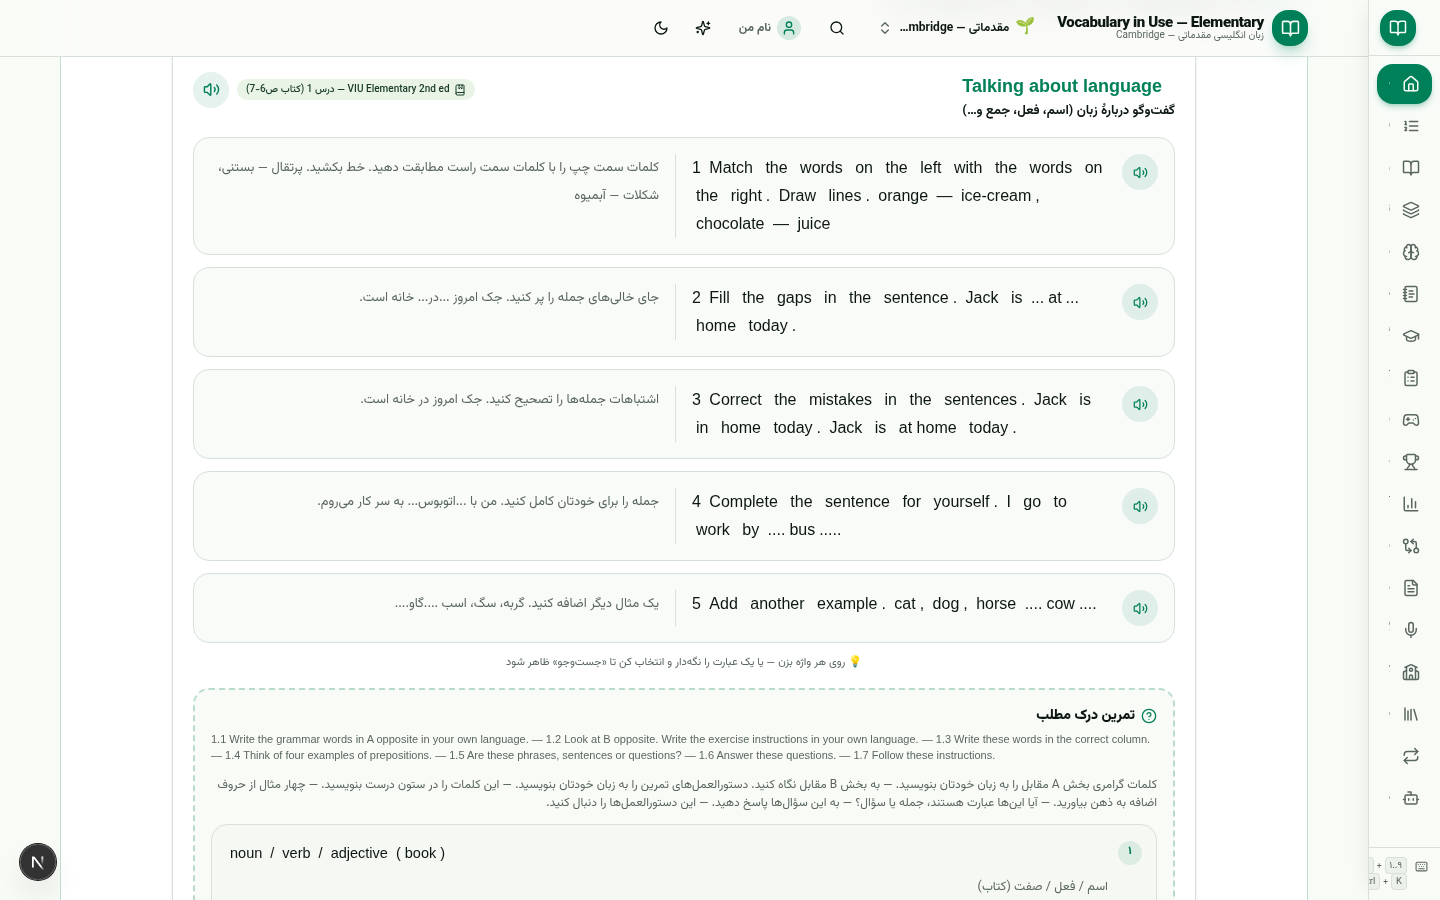 Vocabulary in Use — Elementary
زبان انگلیسی مقدماتی — Cambridge
مقدماتی — mbridge...
نام من
Talking about language
گفت‌وگو دربارهٔ زبان (اسم، فعل، جمع و...)
VIU Elementary 2nd ed — درس 1 (کتاب ص6-7)
1 Match the words on the left with the words on
the right . Draw lines . orange — ice-cream ,
chocolate — juice
کلمات سمت چپ را با کلمات سمت راست مطابقت دهید. خط بکشید. پرتقال — بستنی،
شکلات — آبمیوه
2 Fill the gaps in the sentence . Jack is ... at ...
home today .
جای خالی‌های جمله را پر کنید. جک امروز ...در... خانه است.
3 Correct the mistakes in the sentences . Jack is
in home today . Jack is at home today .
اشتباهات جمله‌ها را تصحیح کنید. جک امروز در خانه است.
4 Complete the sentence for yourself . I go to
work by .... bus .....
جمله را برای خودتان کامل کنید. من با ...اتوبوس... به سر کار می‌روم.
5 Add another example . cat , dog , horse .... cow ....
یک مثال دیگر اضافه کنید. گربه، سگ، اسب ....گاو....
💡 روی هر واژه بزن — یا یک عبارت را نگه‌دار و انتخاب کن تا «جست‌وجو» ظاهر شود
تمرین درک مطلب
1.1 Write the grammar words in A opposite in your own language. — 1.2 Look at B opposite. Write the exercise instructions in your own language. — 1.3 Write these words in the correct column.
— 1.4 Think of four examples of prepositions. — 1.5 Are these phrases, sentences or questions? — 1.6 Answer these questions. — 1.7 Follow these instructions.
کلمات گرامری بخش A مقابل را به زبان خودتان بنویسید. — به بخش B مقابل نگاه کنید. دستورالعمل‌های تمرین را به زبان خودتان بنویسید. — این کلمات را در ستون درست بنویسید. — چهار مثال از حروف
اضافه به ذهن بیاورید. — آیا این‌ها عبارت هستند، جمله یا سؤال؟ — به این سؤال‌ها پاسخ دهید. — این دستورالعمل‌ها را دنبال کنید.
۱
noun / verb / adjective ( book )
اسم / فعل / صفت (کتاب)
N
+ ۱..۹
+ K